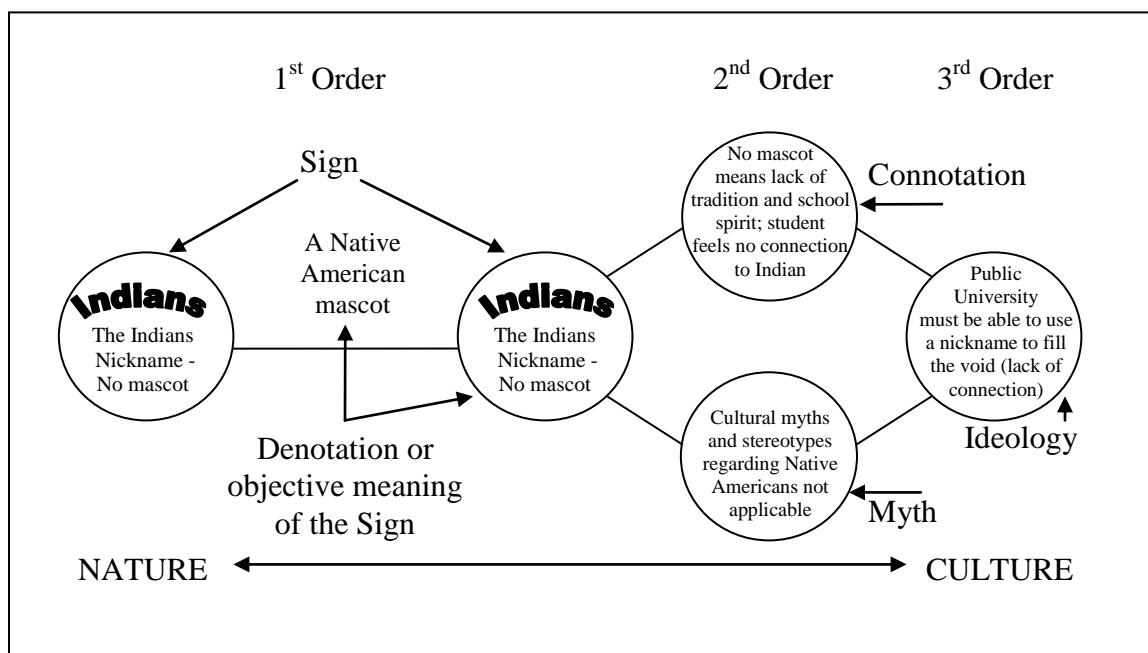 1st Order
2nd Order
3rd Order
Sign
A Native
American
mascot
Indians
The Indians
Nickname -
No mascot
Indians
The Indians
Nickname -
No mascot
Denotation or
objective meaning
of the Sign
No mascot
means lack of
tradition and school
spirit; student
feels no connection
to Indian
Connotation
Public
University
must be able to use
a nickname to fill
the void (lack of
connection)
Ideology
Cultural myths
and stereotypes
regarding Native
Americans not
applicable
Myth
NATURE
CULTURE